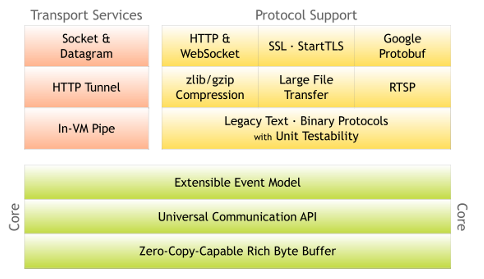 Transport Services
Protocol Support
Socket &
Datagram
HTTP &
WebSocket
SSL · StartTLS
Google
Protobuf
HTTP Tunnel
zlib/gzip
Compression
Large File
Transfer
RTSP
In-VM Pipe
Legacy Text · Binary Protocols
with Unit Testability
Core
Extensible Event Model
Universal Communication API
Zero-Copy-Capable Rich Byte Buffer
Core